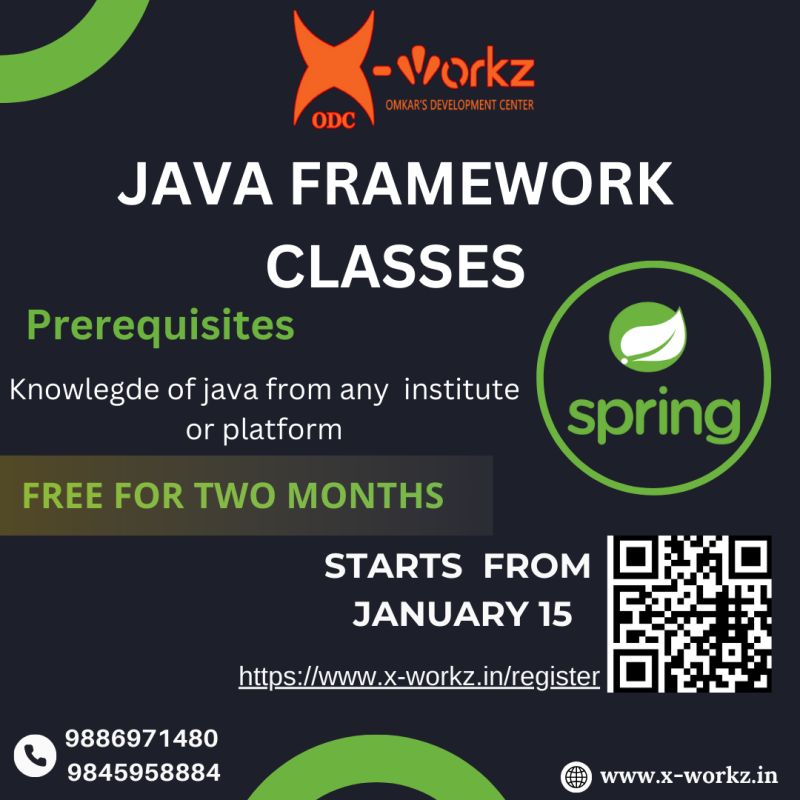 X-workz
OMKAR'S DEVELOPMENT CENTER
ODC
JAVA FRAMEWORK
CLASSES
Prerequisites
Knowlegde of java from any institute
or platform
spring
FREE FOR TWO MONTHS
STARTS FROM
JANUARY 15
https://www.x-workz.in/register
9886971480
9845958884
www.x-workz.in